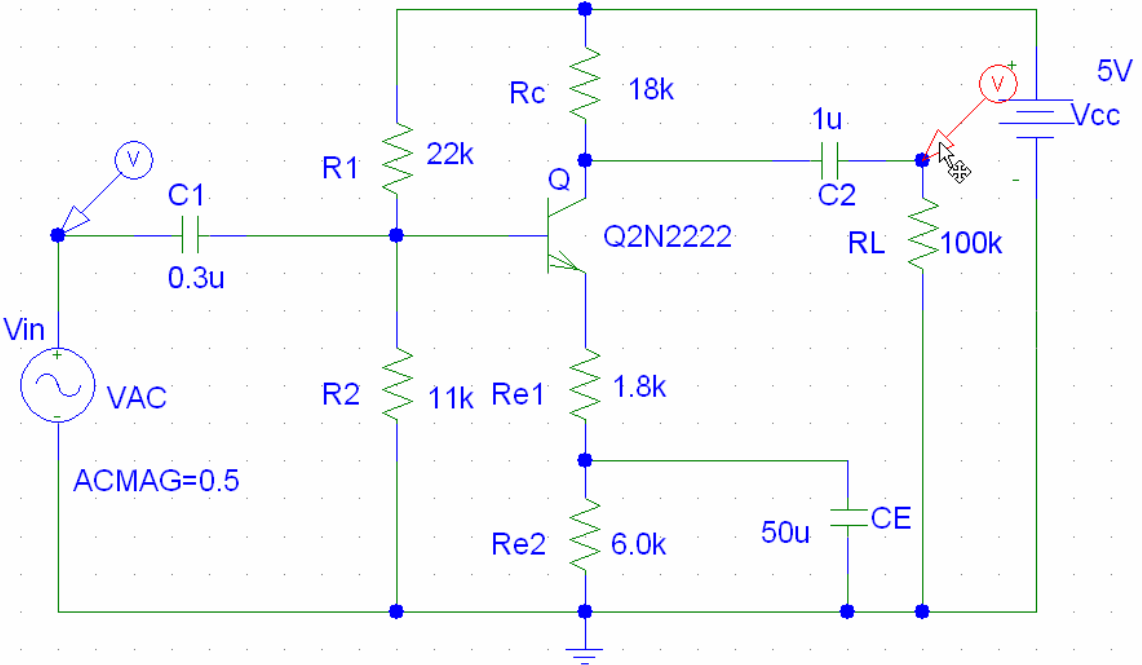 5V
Rc
18k
V
+
Vcc
1u
R1
22k
V
C1
Q
C2
-
Q2N2222
RL
100k
0.3u
Vin
+
VAC
-
R2
11k
Re1
1.8k
ACMAG=0.5
CE
50u
Re2
6.0k